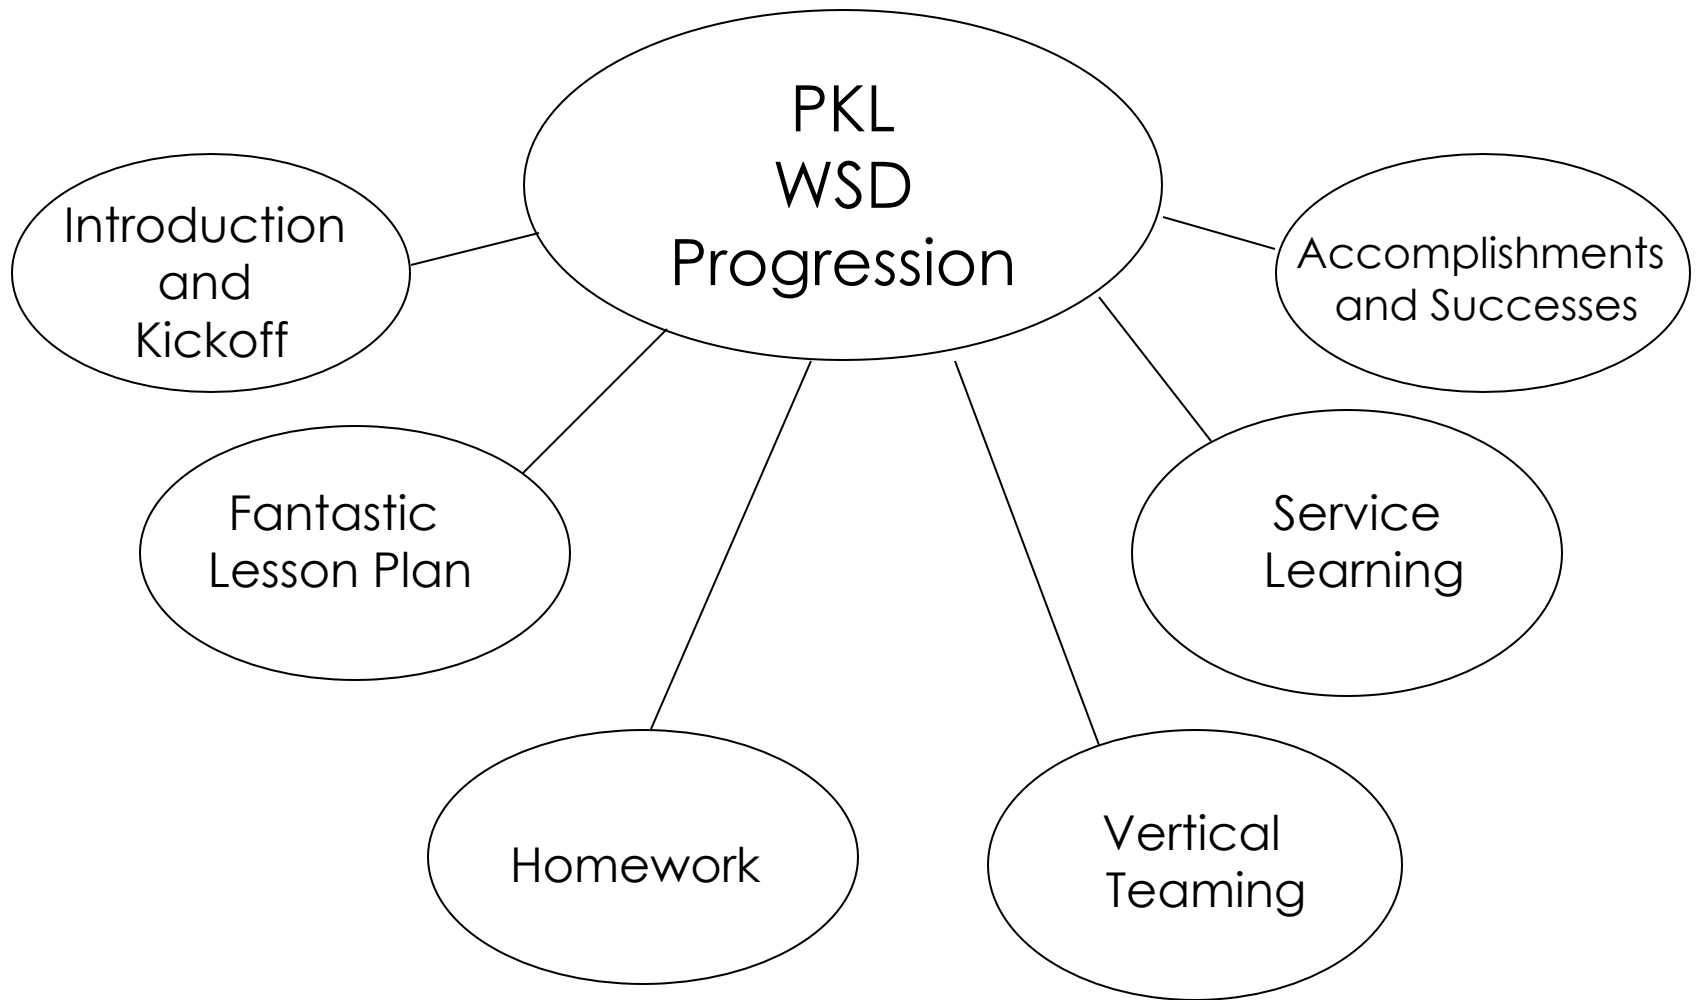 PKL
WSD
Progression
Introduction
and
Kickoff
Fantastic
Lesson Plan
Homework
Vertical
Teaming
Service
Learning
Accomplishments
and Successes